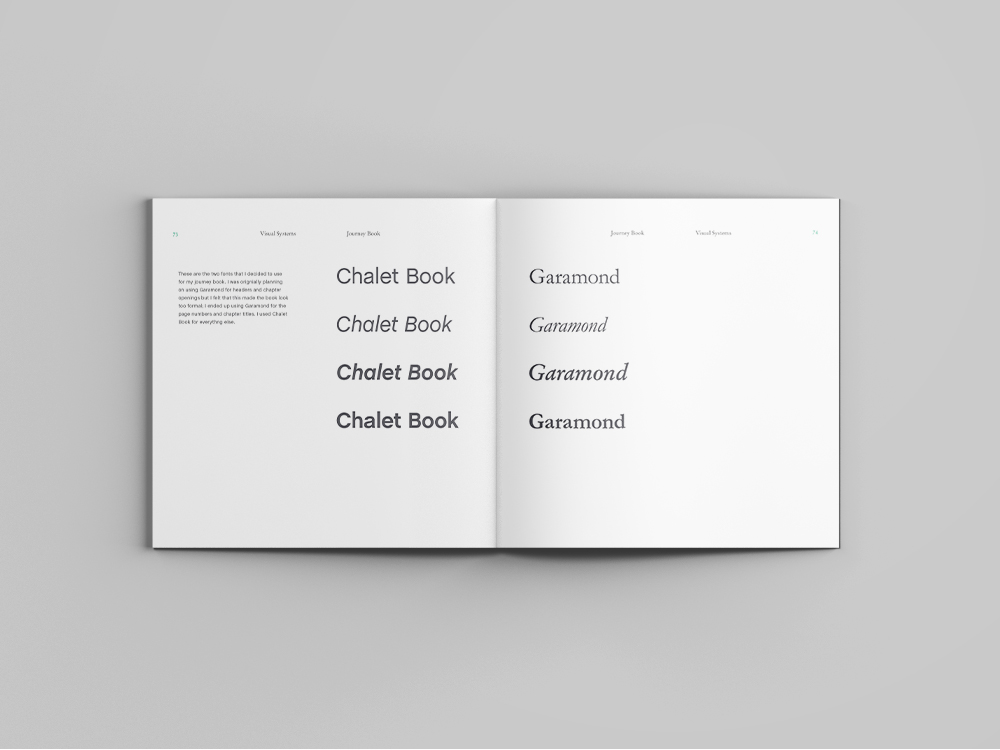 Visual Systems
Journey Book
These are the two fonts that I decided to use
for my journey book. I was originally planning
on using Garamond for headers and chapter
openings but I felt that this made the book look
too formal. I ended up using Garamond for the
page numbers and chapter titles. I used Chalet
Book for everything else.
Chalet Book
Chalet Book
Chalet Book
Chalet Book
Journey Book
Visual Systems
Garamond
Garamond
Garamond
Garamond